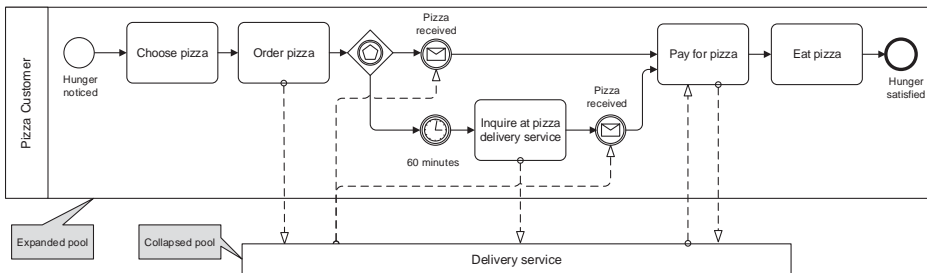 Pizza Customer
Hunger
noticed
Choose pizza
Order pizza
Pizza
received
60 minutes
Inquire at pizza
delivery service
Pizza
received
Pay for pizza
Eat pizza
Hunger
satisfied
Expanded pool
Collapsed pool
Delivery service